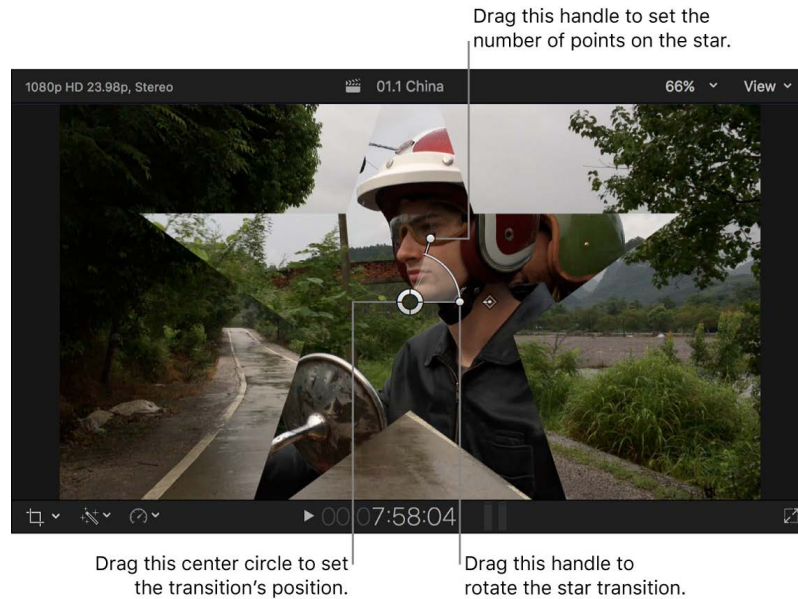 Drag this handle to set the
number of points on the star.
1080p HD 23.98p, Stereo
01.1 China
66%
View
00:07:58:04
Drag this center circle to set
the transition’s position.
Drag this handle to
rotate the star transition.